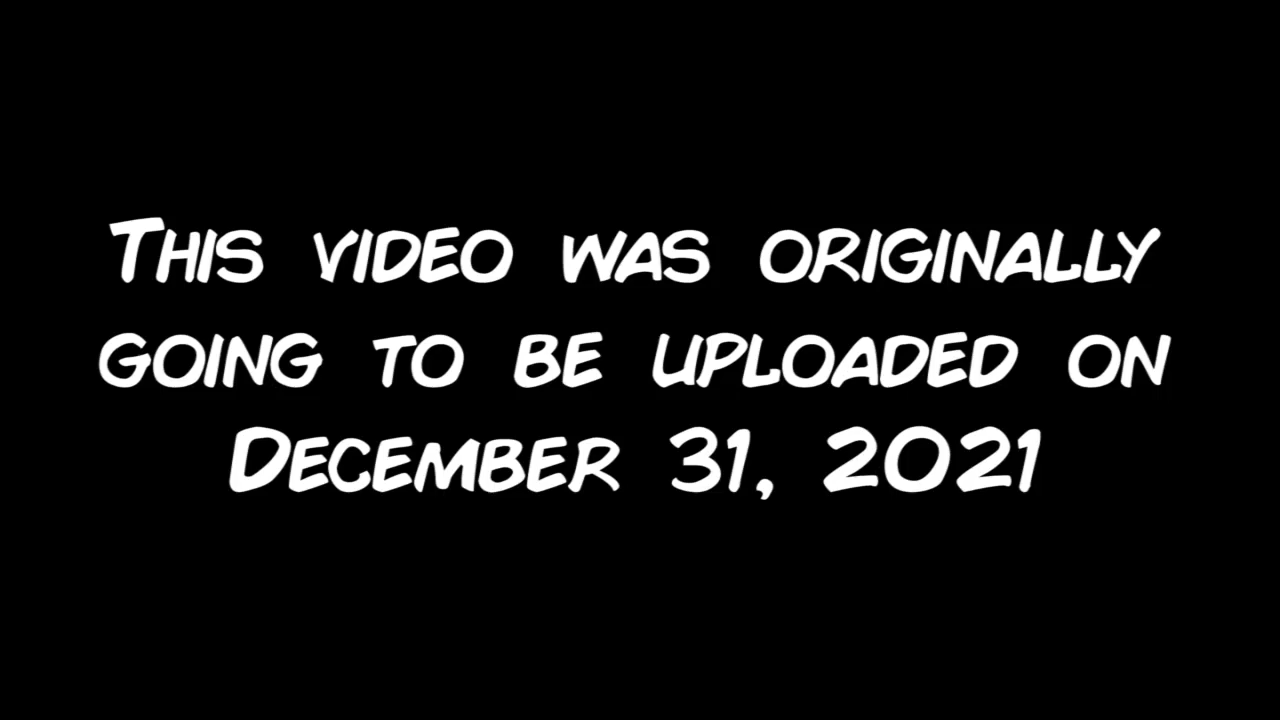 This video was originally
going to be uploaded on
December 31, 2021